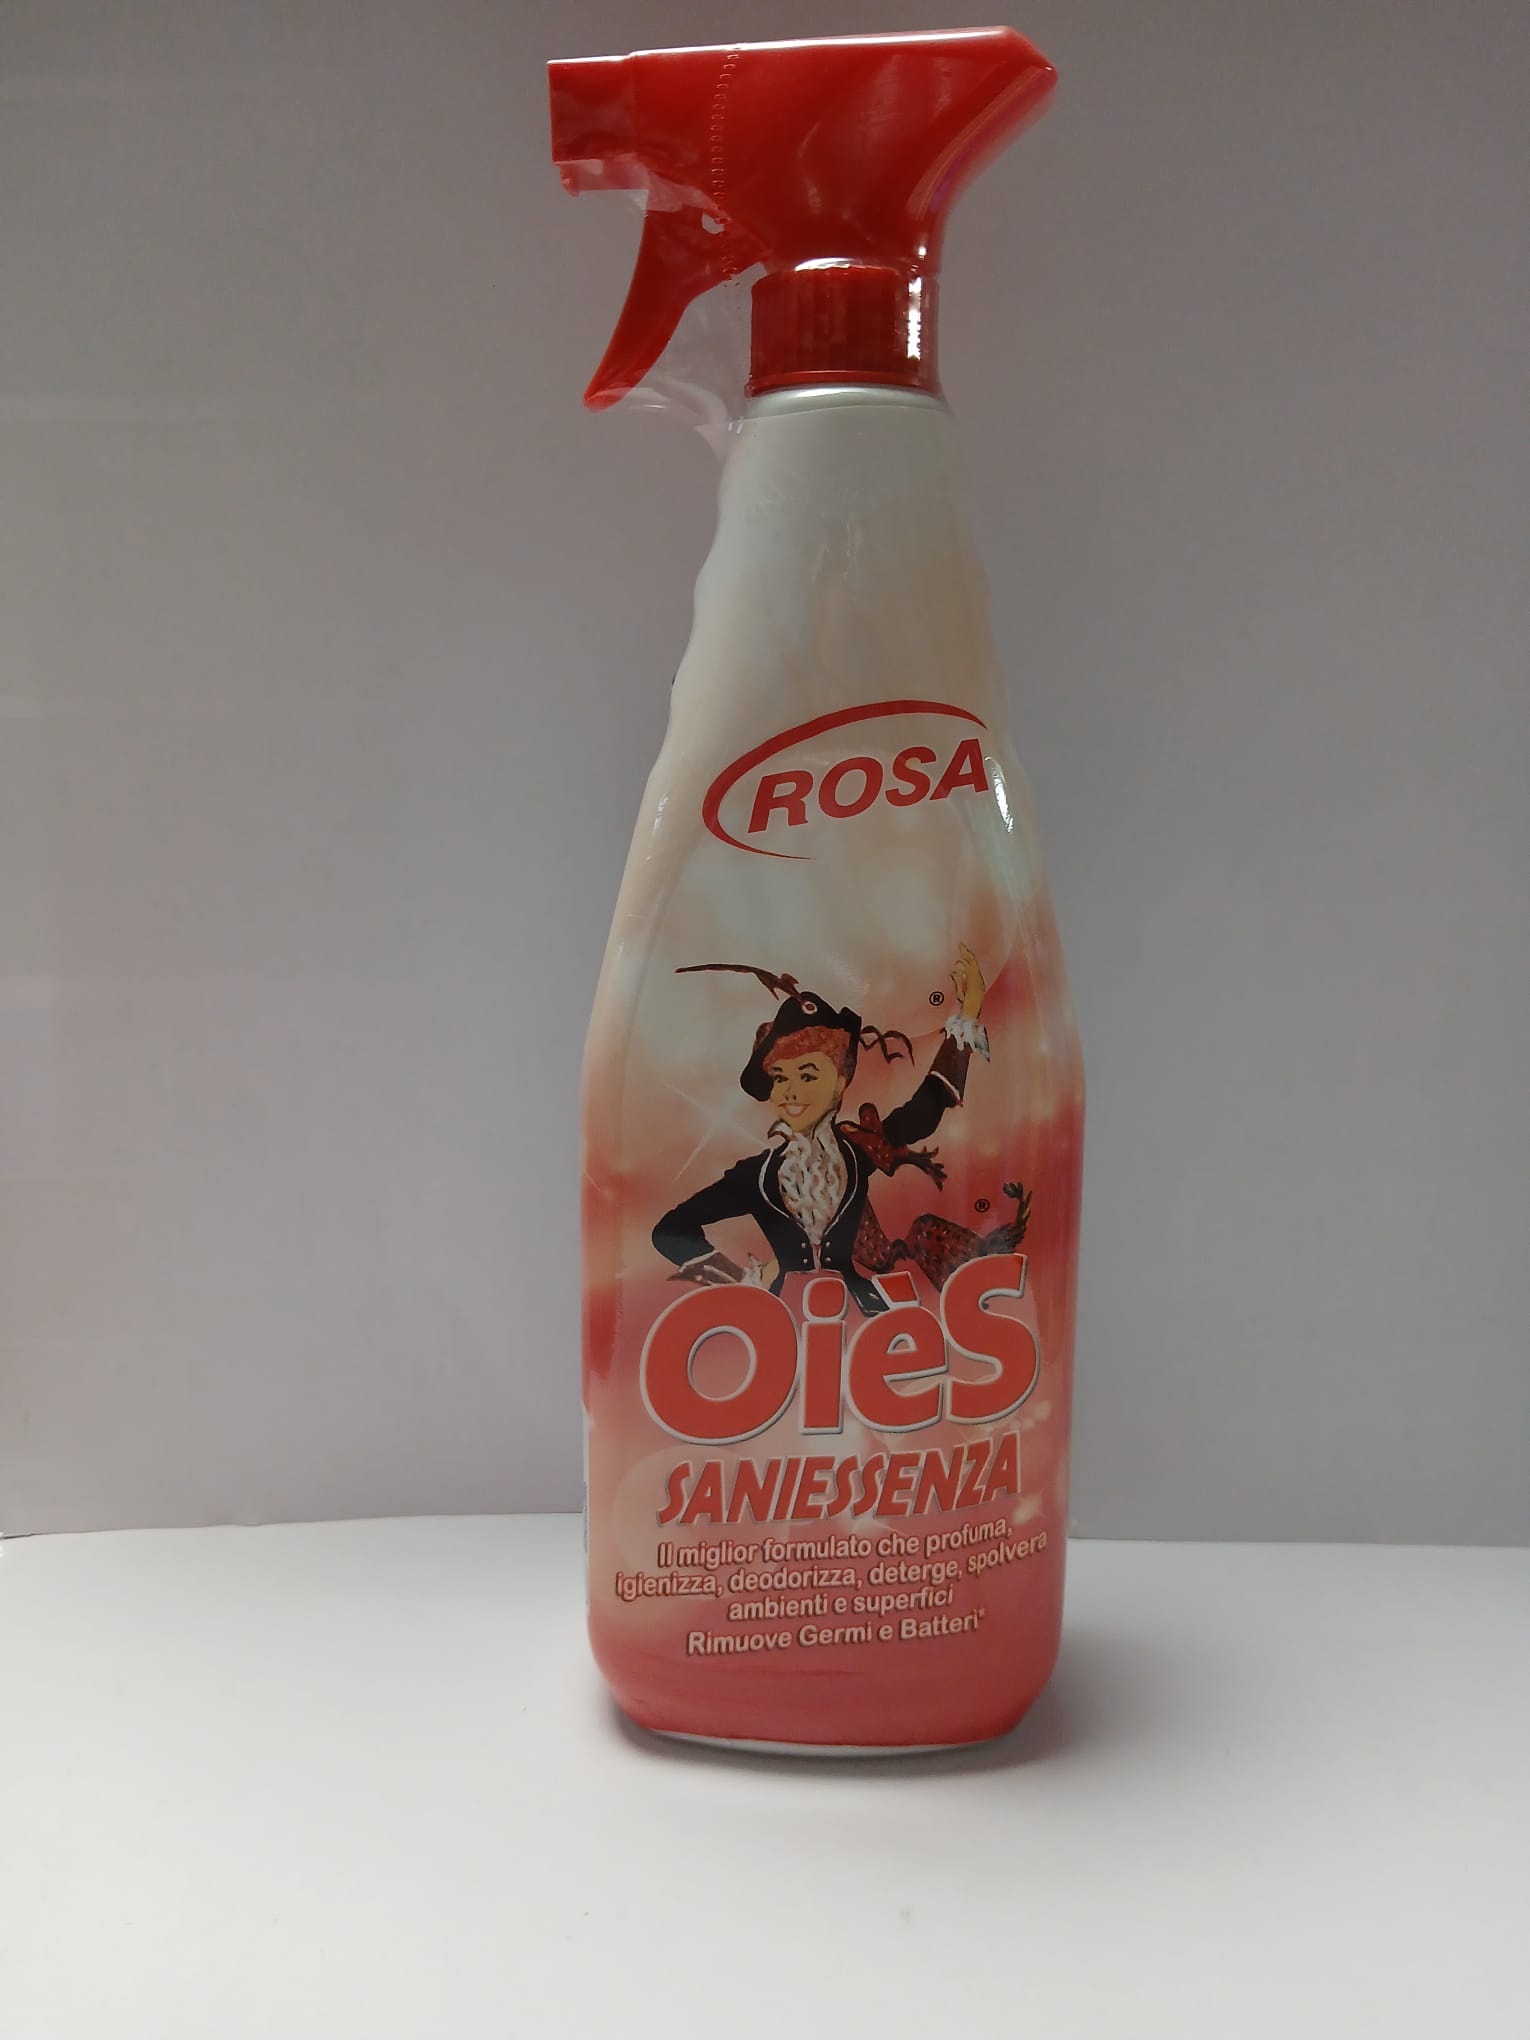 ROSA
®
®
OièS
SANIESSENZA
Il miglior formulato che profuma,
igienizza, deodorizza, deterge, spolvera
ambienti e superfici
Rimuove Germi e Batteri*